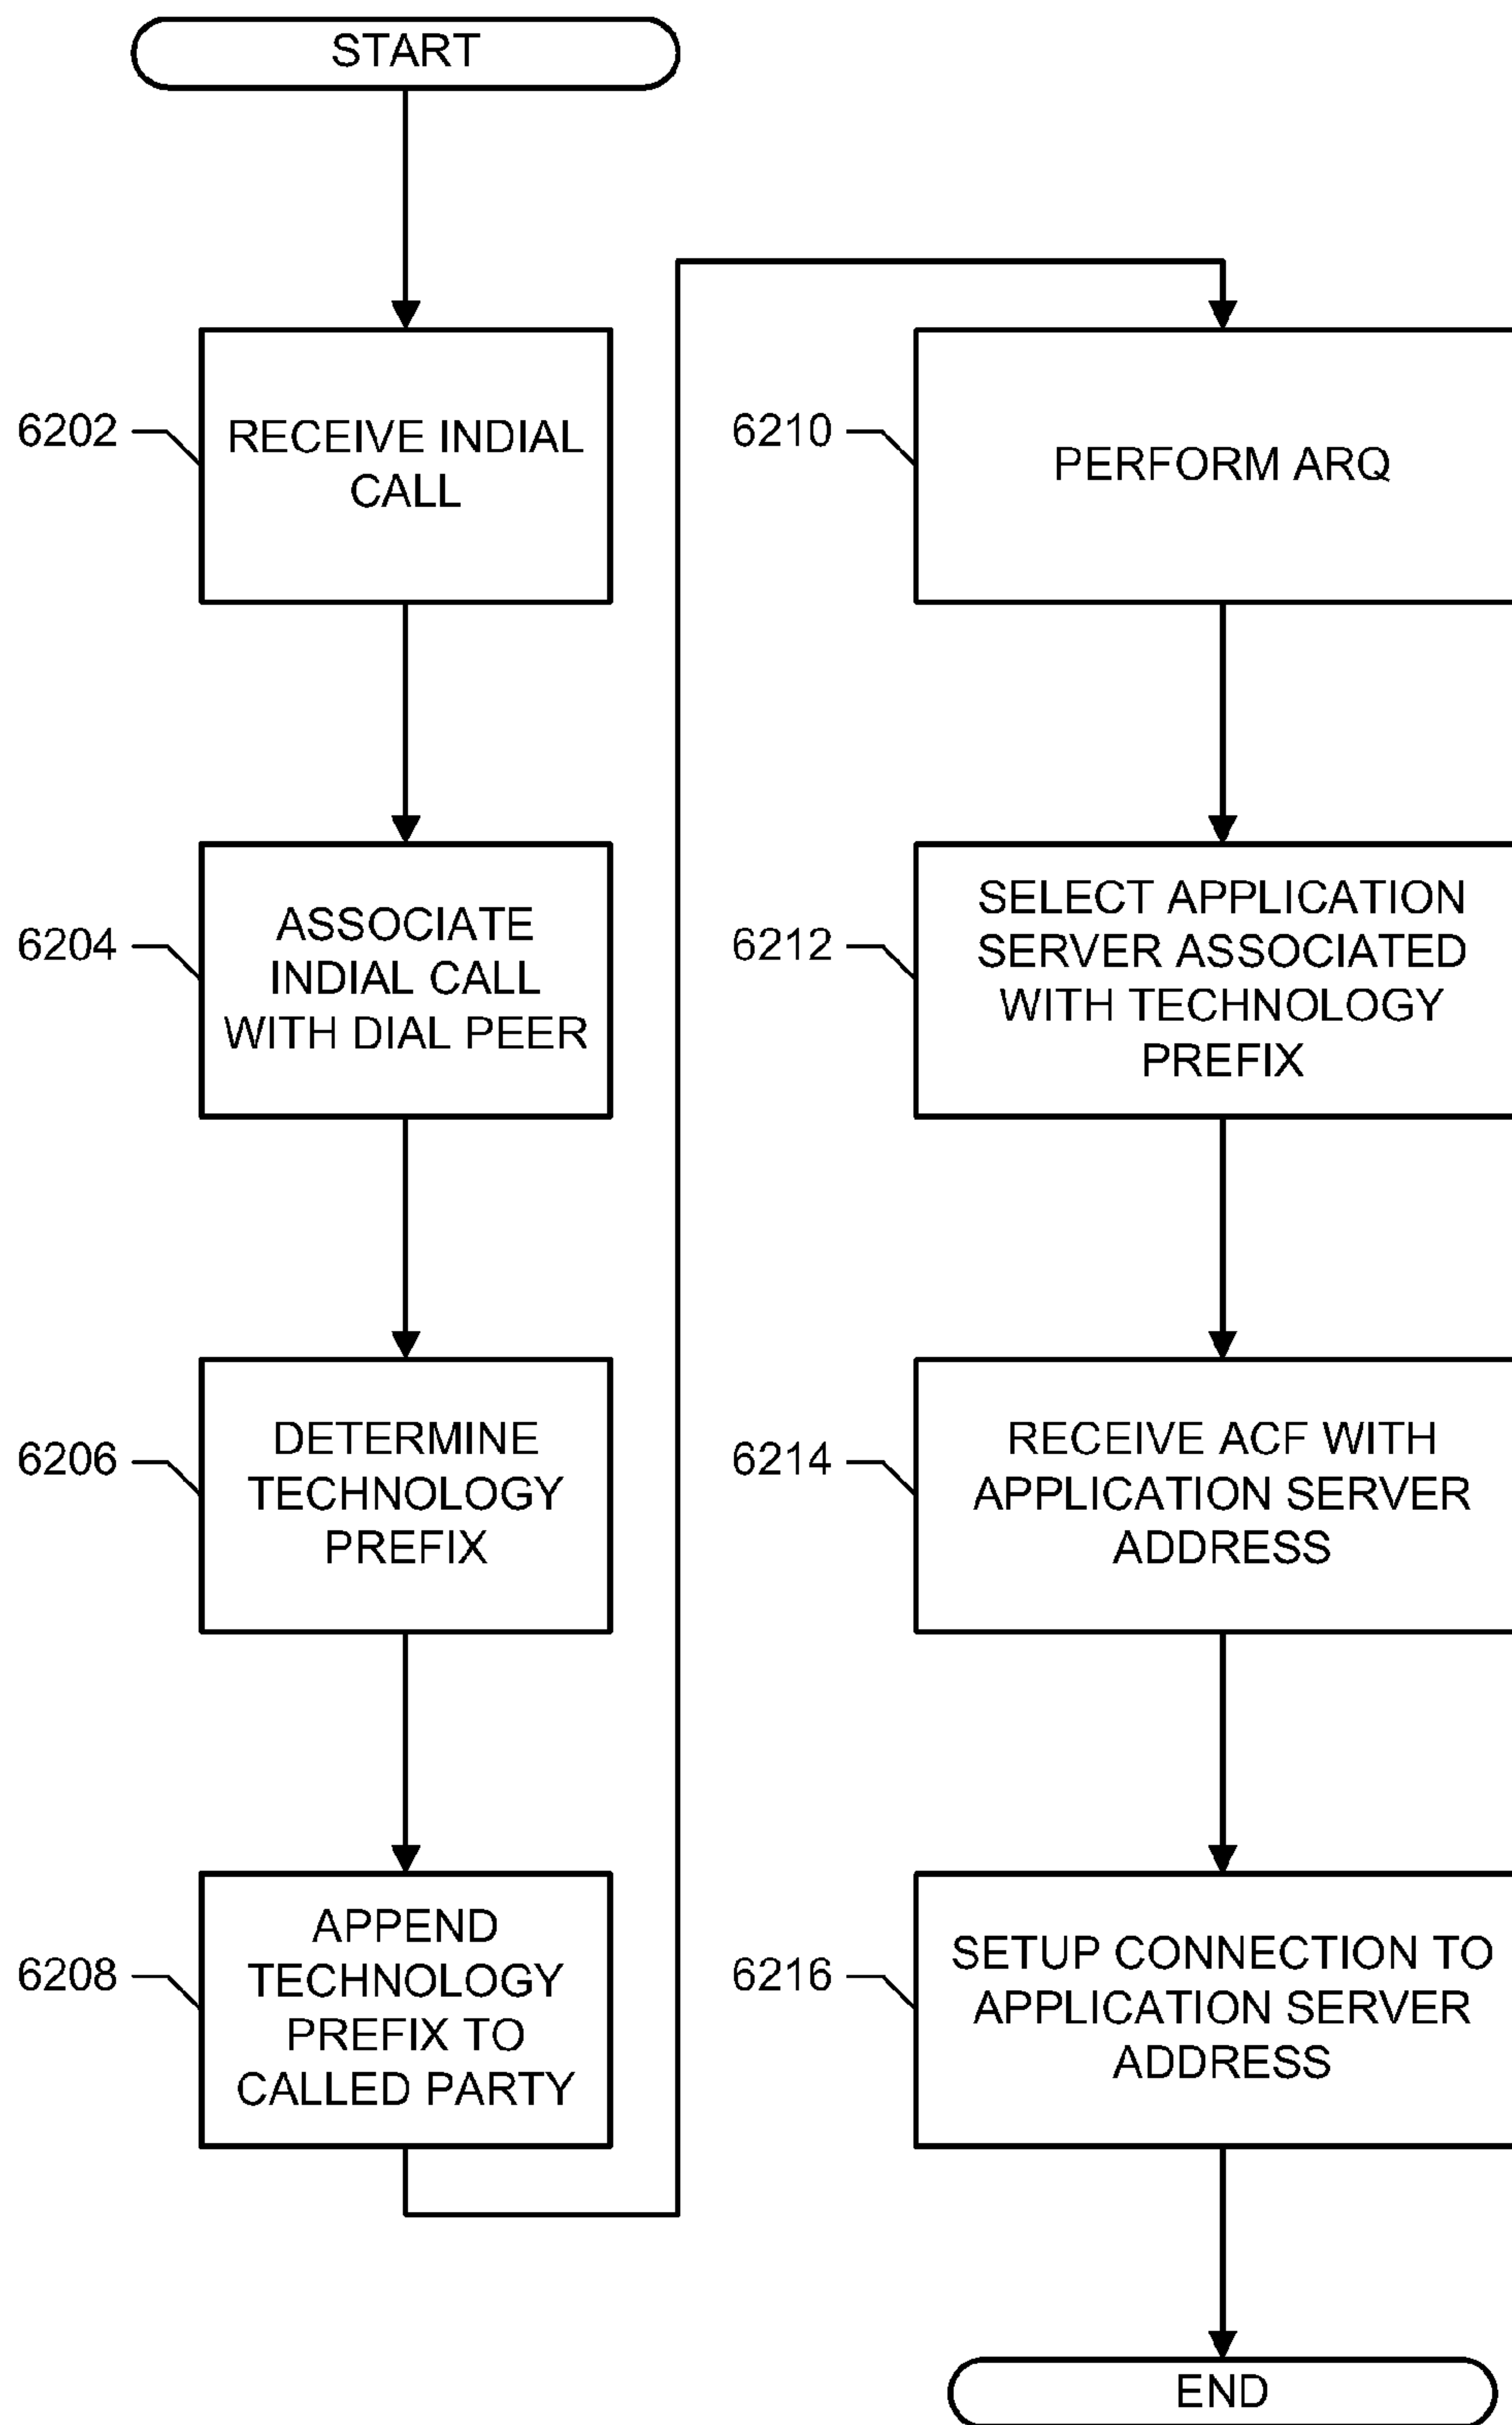 START
6202
RECEIVE INDIAL
CALL
6204
ASSOCIATE
INDIAL CALL
WITH DIAL PEER
6206
DETERMINE
TECHNOLOGY
PREFIX
6208
APPEND
TECHNOLOGY
PREFIX TO
CALLED PARTY
6210
PERFORM ARQ
6212
SELECT APPLICATION
SERVER ASSOCIATED
WITH TECHNOLOGY
PREFIX
6214
RECEIVE ACF WITH
APPLICATION SERVER
ADDRESS
6216
SETUP CONNECTION TO
APPLICATION SERVER
ADDRESS
END